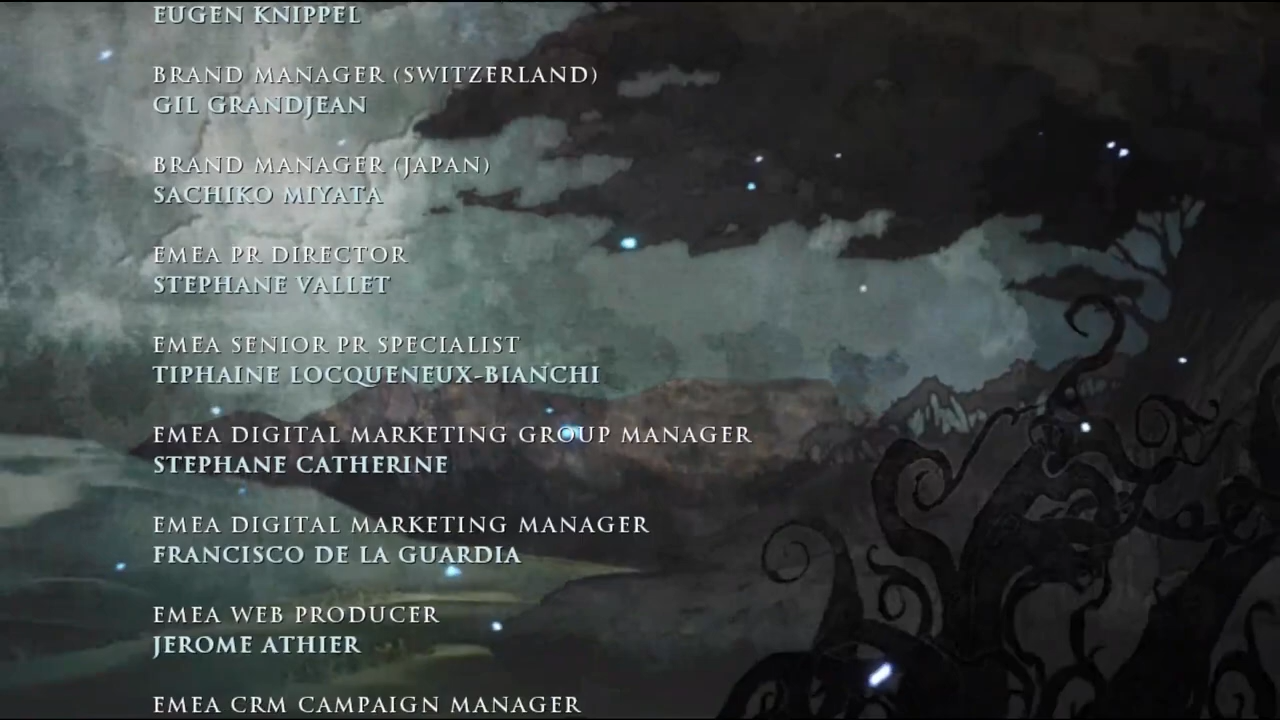 EUGEN KNIPPEL
BRAND MANAGER (SWITZERLAND)
GIL GRANDJEAN
BRAND MANAGER (JAPAN)
SACHIKO MIYATA
EMEA PR DIRECTOR
STEPHANE VALLET
EMEA SENIOR PR SPECIALIST
TIPHAINE LOCQUENEUX-BIANCHI
EMEA DIGITAL MARKETING GROUP MANAGER
STEPHANE CATHERINE
EMEA DIGITAL MARKETING MANAGER
FRANCISCO DE LA GUARDIA
EMEA WEB PRODUCER
JEROME ATHIER
EMEA CRM CAMPAIGN MANAGER